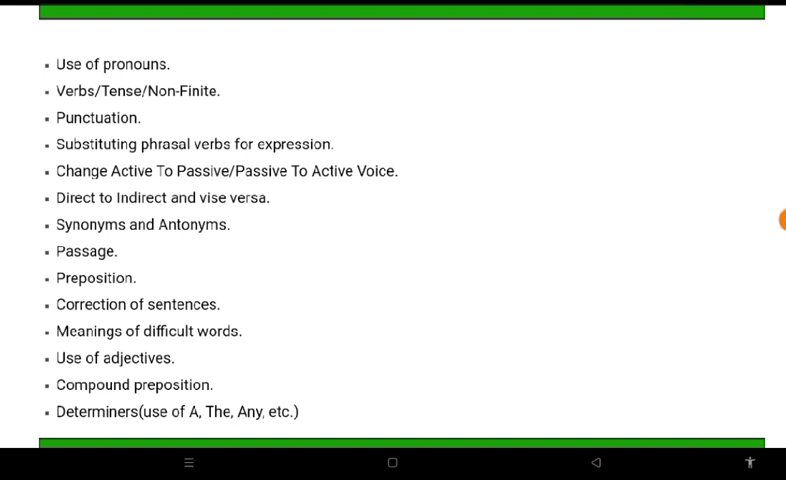 Use of pronouns.
Verbs/Tense/Non-Finite.
Punctuation.
Substituting phrasal verbs for expression.
Change Active To Passive/Passive To Active Voice.
Direct to Indirect and vise versa.
Synonyms and Antonyms.
Passage.
Preposition.
Correction of sentences.
Meanings of difficult words.
Use of adjectives.
Compound preposition.
Determiners(use of A, The, Any, etc.)